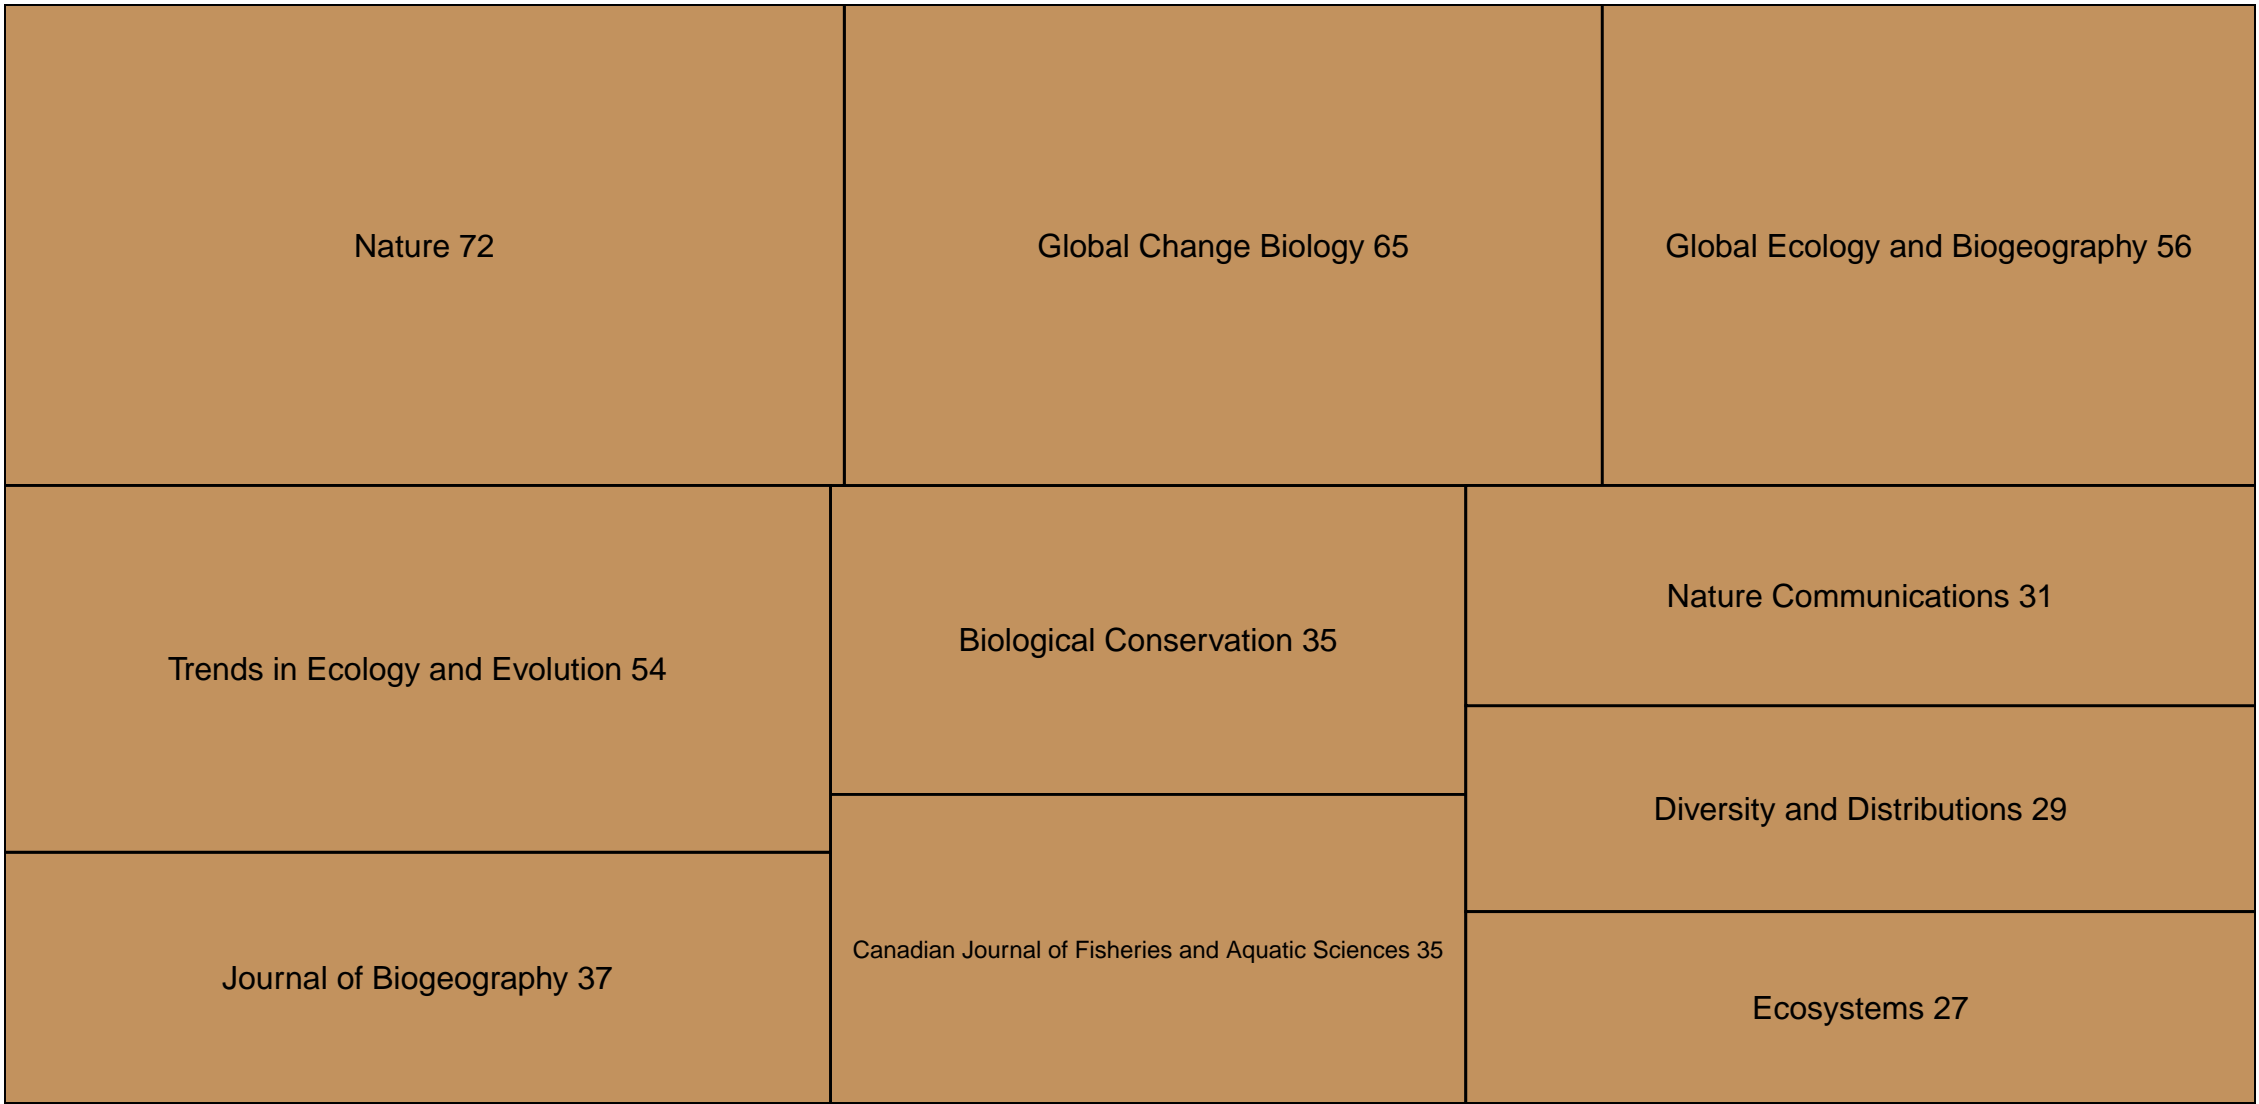 Nature 72
Global Change Biology 65
Global Ecology and Biogeography 56
Trends in Ecology and Evolution 54
Journal of Biogeography 37
Biological Conservation 35
Canadian Journal of Fisheries and Aquatic Sciences 35
Nature Communications 31
Diversity and Distributions 29
Ecosystems 27